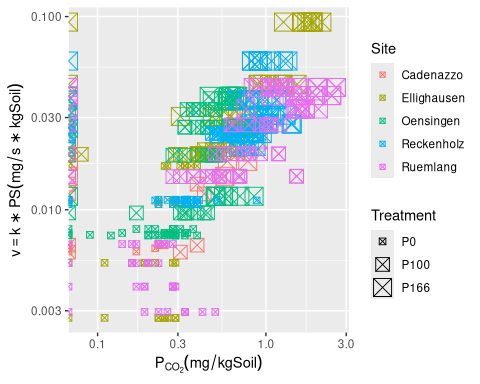 0.100
0.030
0.010
0.003
v = k * PS(mg/s * kgSoil)
0.1
0.3
1.0
3.0
PCO2(mg/kgSoil)
Site
Cadenazzo
Ellighausen
Oensingen
Reckenholz
Ruemlang
Treatment
P0
P100
P166